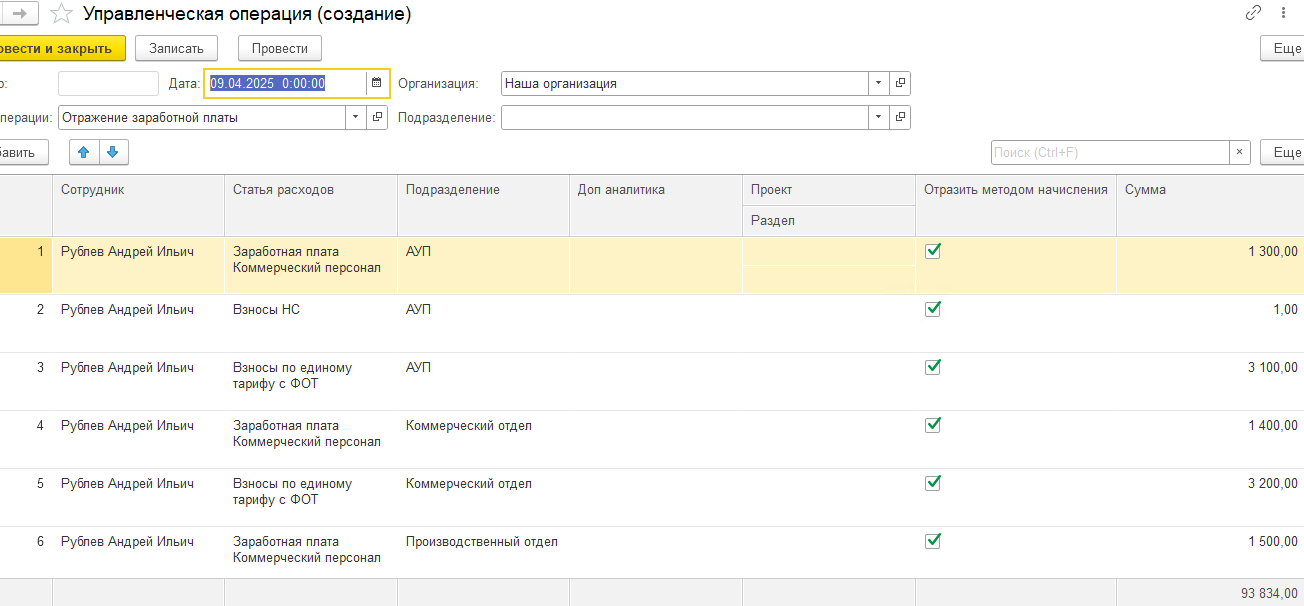 Управленческая операция (создание)
овести и закрыть Записать Провести Еще
о: Дата: 09.04.2025 0:00:00 Организация: Наша организация
перации: Отражение заработной платы Подразделение:
бавить Поиск (Ctrl+F) × Еще
Сотрудник Статья расходов Подразделение Доп аналитика Проект Отразить методом начисления Сумма
Раздел
1 Рублев Андрей Ильич Заработная плата АУП 1 300,00
Коммерческий персонал
2 Рублев Андрей Ильич Взносы НС АУП 1,00
3 Рублев Андрей Ильич Взносы по единому АУП 3 100,00
тарифу с ФОТ
4 Рублев Андрей Ильич Заработная плата Коммерческий отдел 1 400,00
Коммерческий персонал
5 Рублев Андрей Ильич Взносы по единому Коммерческий отдел 3 200,00
тарифу с ФОТ
6 Рублев Андрей Ильич Заработная плата Производственный отдел 1 500,00
Коммерческий персонал
93 834,00